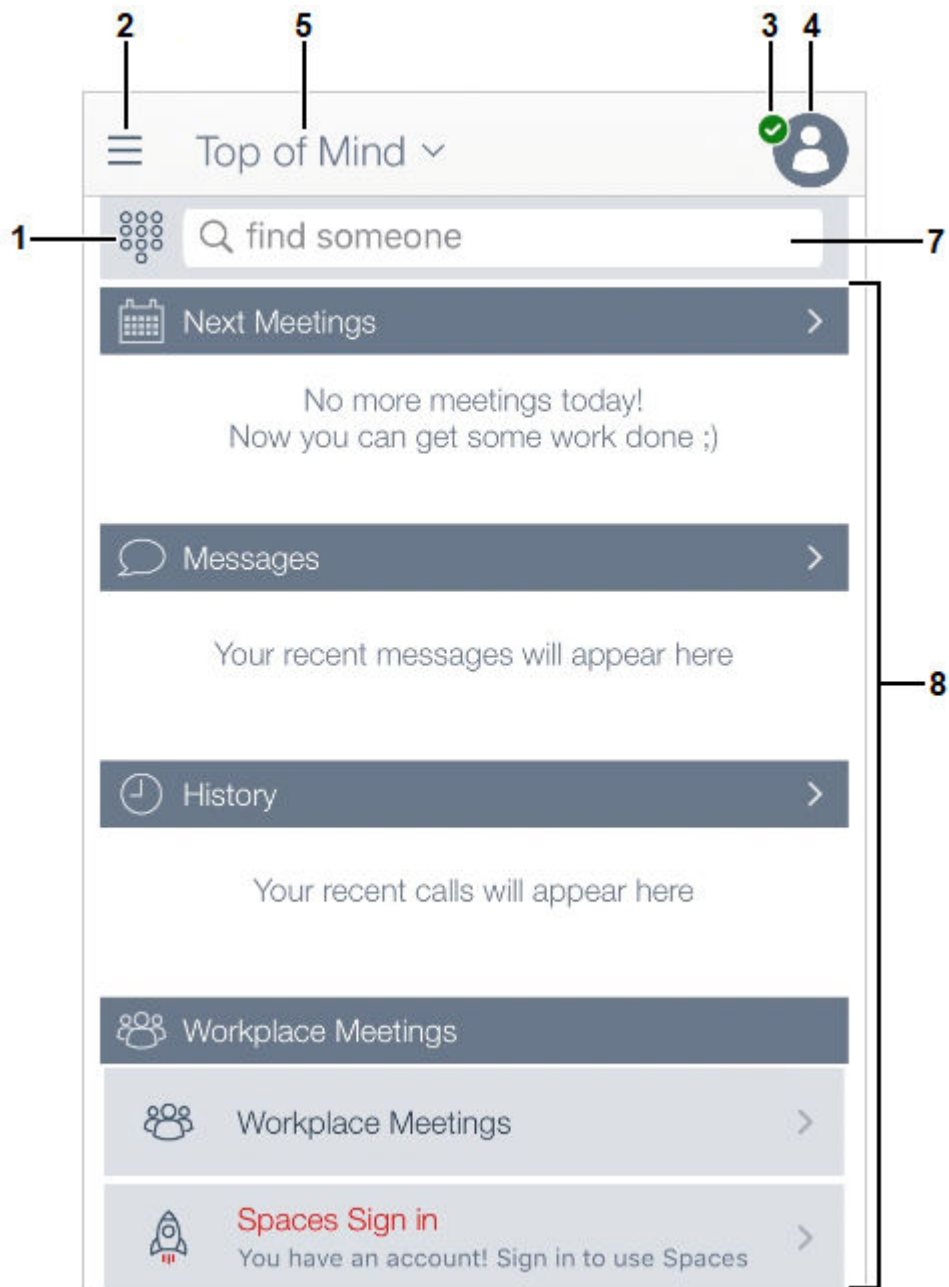 2 5 3 4
Top of Mind
1 find someone 7
Next Meetings
No more meetings today!
Now you can get some work done ;)
Messages
Your recent messages will appear here
8
History
Your recent calls will appear here
Workplace Meetings
Workplace Meetings
Spaces Sign in
You have an account! Sign in to use Spaces